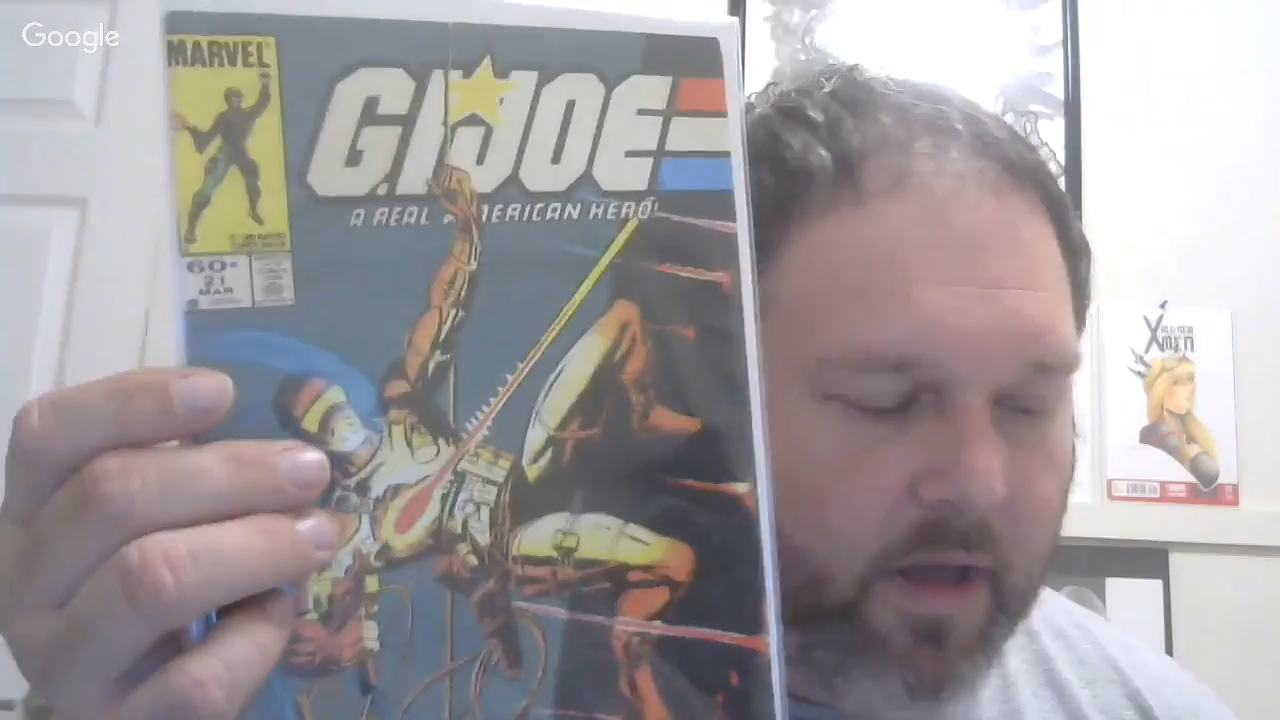 Google
MARVEL
G.I. JOE
A REAL AMERICAN HERO!
60¢
21
MAR
X-MEN